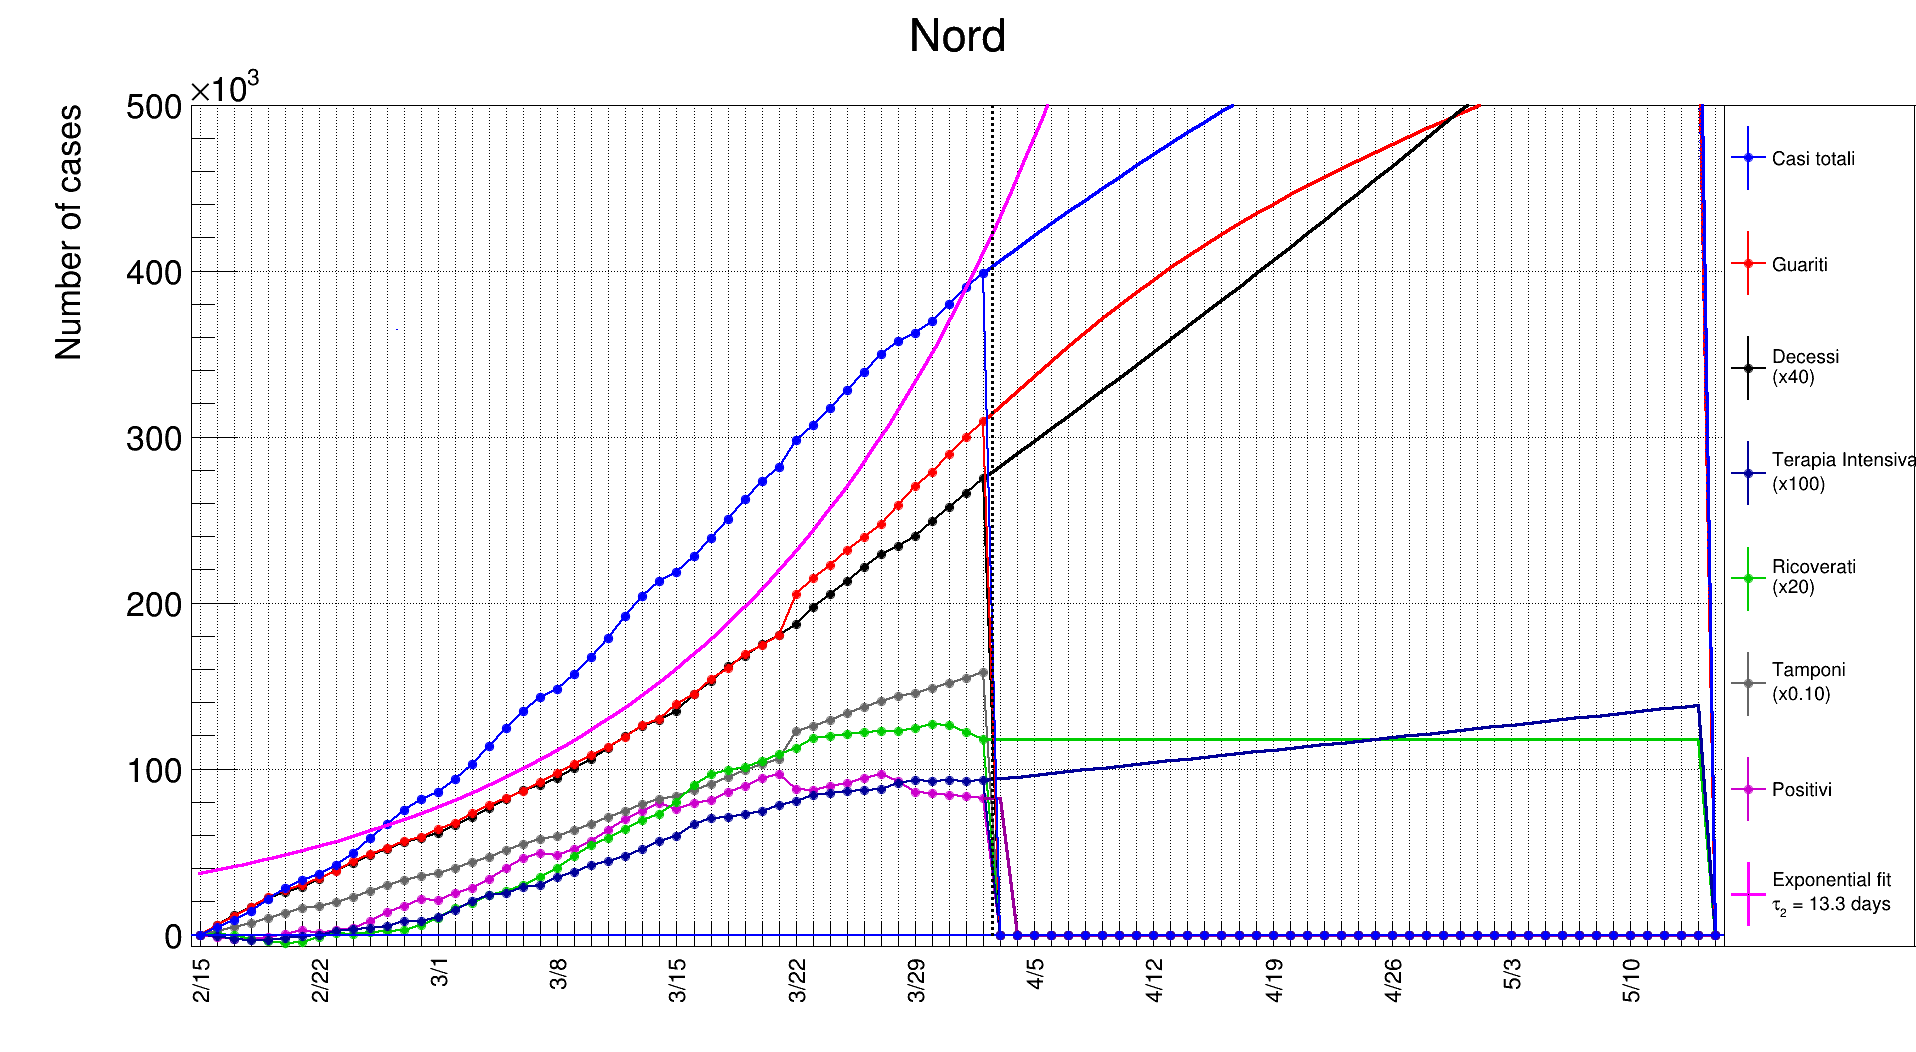 Nord
×10³
Number of cases
500
400
300
200
100
0
2/15
2/22
3/1
3/8
3/15
3/22
3/29
4/5
4/12
4/19
4/26
5/3
5/10
Casi totali
Guariti
Decessi
(x40)
Terapia Intensiva
(x100)
Ricoverati
(x20)
Tamponi
(x0.10)
Positivi
Exponential fit
τ₂ = 13.3 days